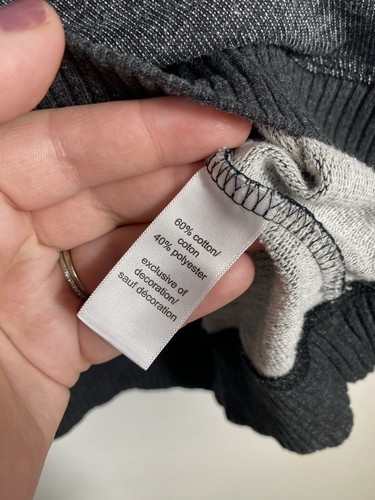 60% cotton/
coton
40% polyester
exclusive of
decoration/
sauf décoration